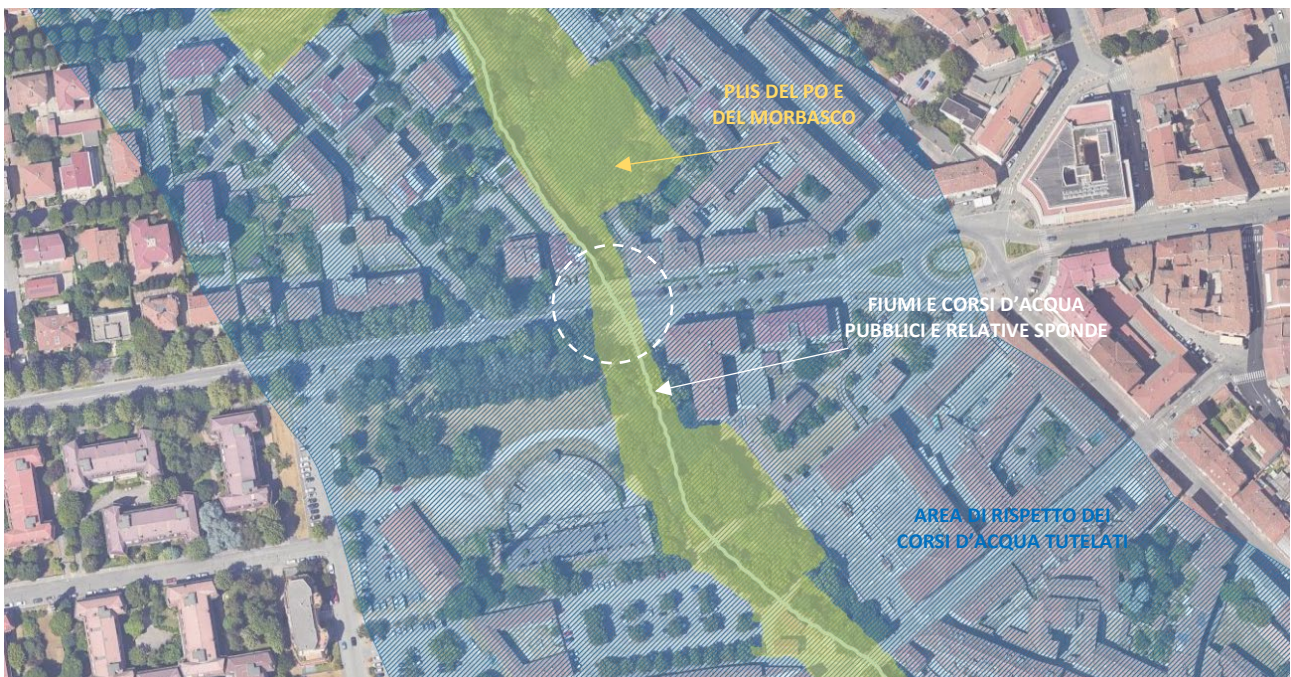 PLIS DEL PO E
DEL MORBASCO
FIUMI E CORSI D'ACQUA
PUBBLICI E RELATIVE SPONDE
AREA DI RISPETTO DEI
CORSI D'ACQUA TUTELATI